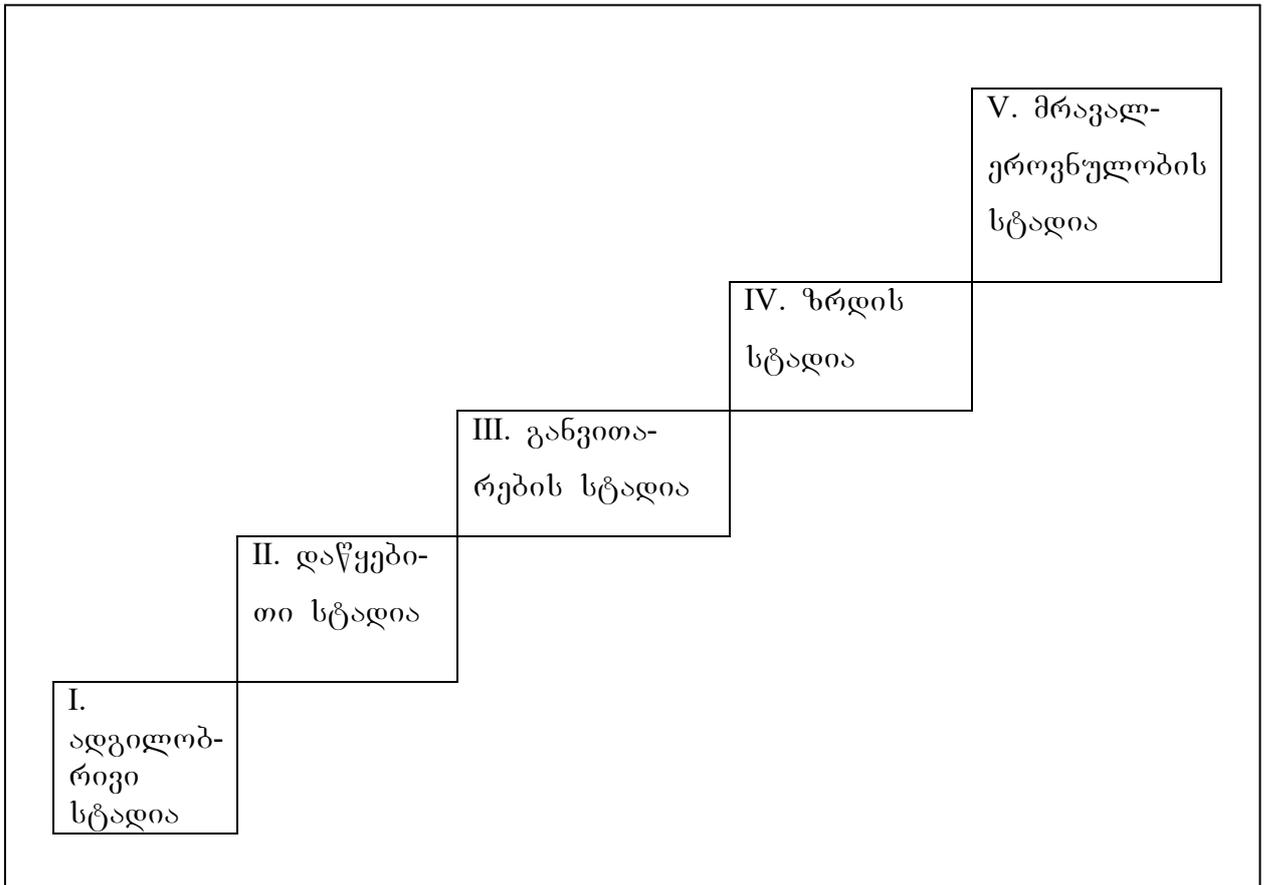 V. მრავალ-
ეროვნულობის
სტადია
IV. ზრდის
სტადია
III. განვითა-
რების სტადია
II. დაწყები-
თი სტადია
I.
ადგილობ-
რივი
სტადია